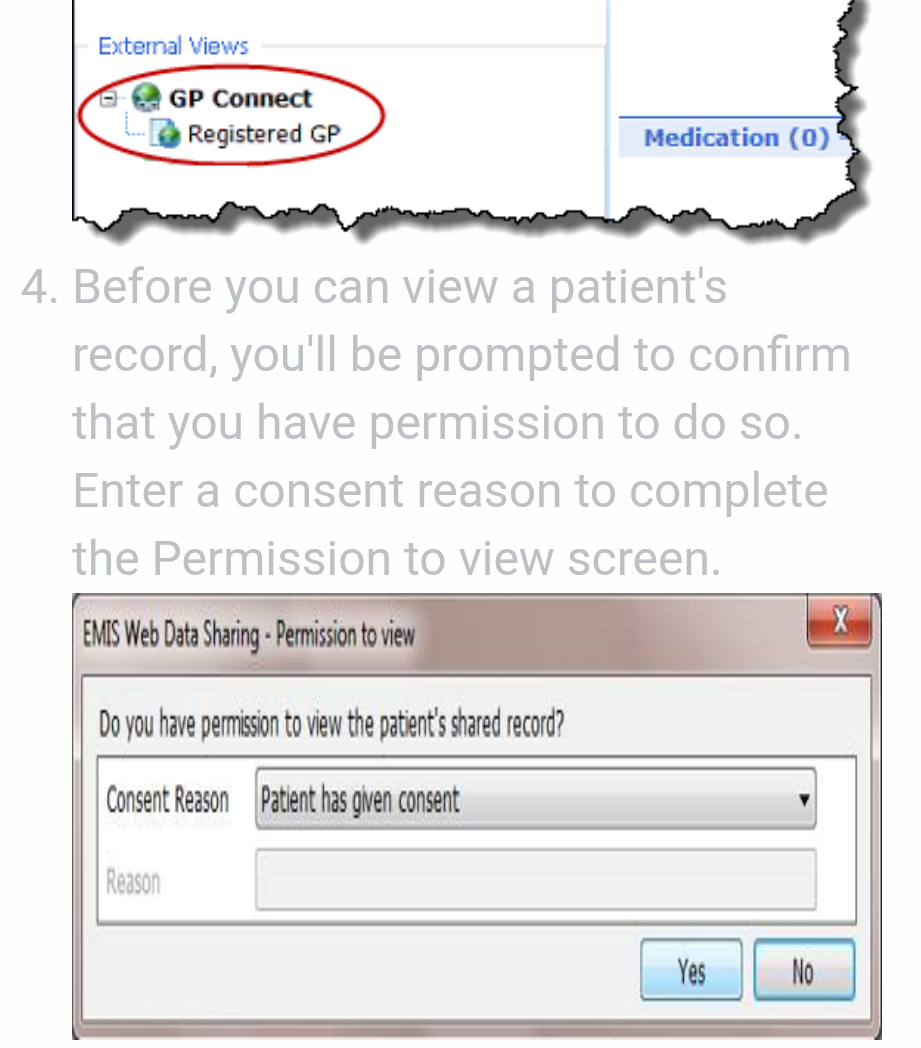 External Views
GP Connect
Registered GP
Medication (0)
4. Before you can view a patient's
record, you'll be prompted to confirm
that you have permission to do so.
Enter a consent reason to complete
the Permission to view screen.
EMIS Web Data Sharing - Permission to view
X
Do you have permission to view the patient's shared record?
Consent Reason Patient has given consent
Reason
Yes No